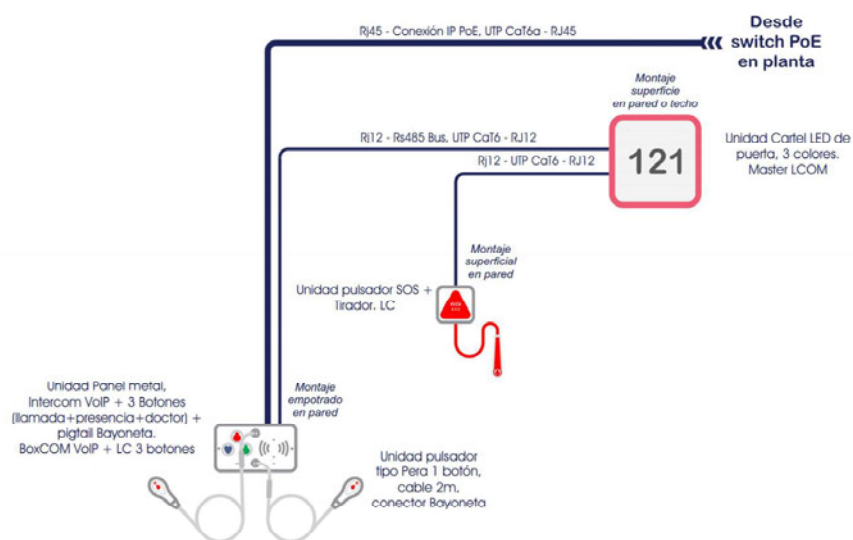 Desde
switch PoE
en planta
Rj45 - Conexión IP PoE, UTP CaT6a - RJ45
Montaje
superficie
en pared o techo
Rj12 - Rs485 Bus, UTP CaT6 - RJ12
Rj12 - UTP CaT6 - RJ12
121
Unidad Cartel LED de
puerta, 3 colores.
Master LCOM
Montaje
superficial
en pared
Unidad pulsador SOS +
Tirador. LC
Unidad Panel metal,
Intercom VoIP + 3 Botones
(llamada+presencia+doctor) +
pigtail Bayoneta.
BoxCOM VoIP + LC 3 botones
Montaje
empotrado
en pared
Unidad pulsador
tipo Pera 1 botón,
cable 2m,
conector Bayoneta